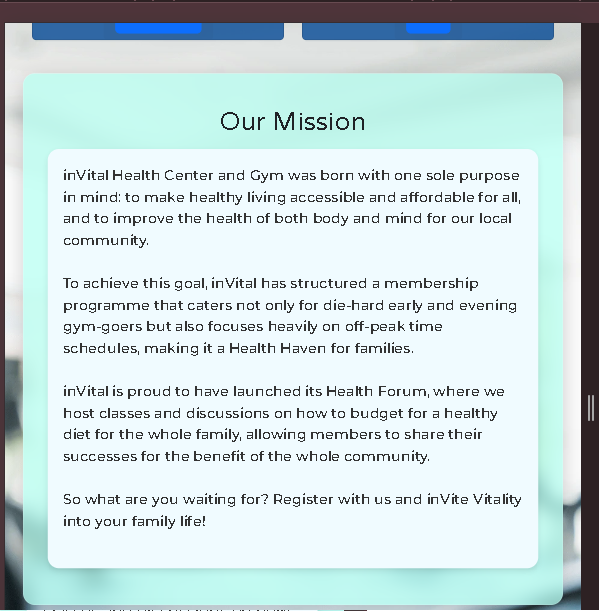 Our Mission
inVital Health Center and Gym was born with one sole purpose
in mind: to make healthy living accessible and affordable for all,
and to improve the health of both body and mind for our local
community.
To achieve this goal, inVital has structured a membership
programme that caters not only for die-hard early and evening
gym-goers but also focuses heavily on off-peak time
schedules, making it a Health Haven for families.
inVital is proud to have launched its Health Forum, where we
host classes and discussions on how to budget for a healthy
diet for the whole family, allowing members to share their
successes for the benefit of the whole community.
So what are you waiting for? Register with us and inVite Vitality
into your family life!